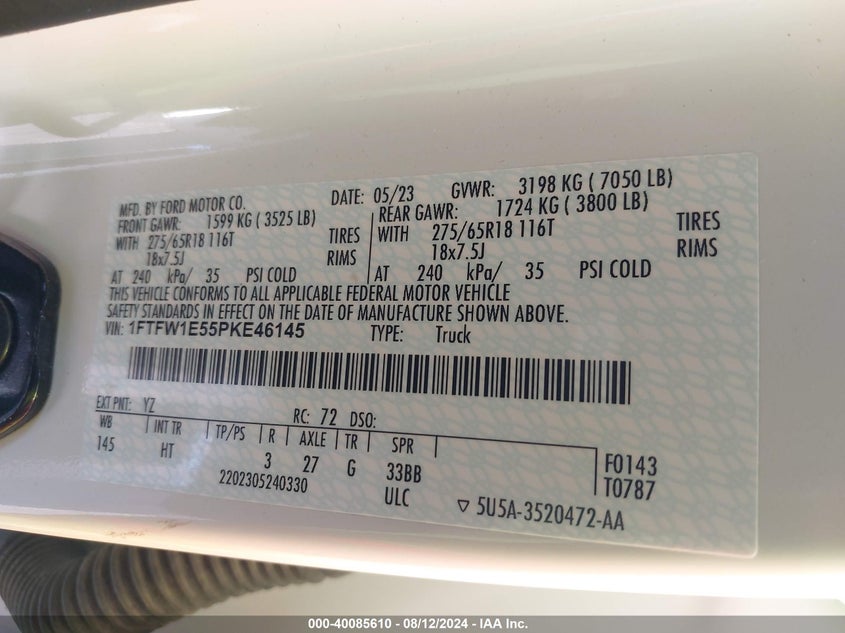 MFD. BY FORD MOTOR CO.
DATE: 05/23 GVWR: 3198 KG ( 7050 LB)
FRONT GAWR: 1599 KG ( 3525 LB) REAR GAWR: 1724 KG ( 3800 LB)
WITH 275/65R18 116T TIRES WITH 275/65R18 116T TIRES
18x7.5J RIMS 18x7.5J RIMS
AT 240 kPa/ 35 PSI COLD AT 240 kPa/ 35 PSI COLD
THIS VEHICLE CONFORMS TO ALL APPLICABLE FEDERAL MOTOR VEHICLE
SAFETY STANDARDS IN EFFECT ON THE DATE OF MANUFACTURE SHOWN ABOVE.
VIN: 1FTFW1E55PKE46145 TYPE: Truck
EXT PNT: YZ RC: 72 DSO:
WB INT TR TP/PS R AXLE TR SPR
145 HT 3 27 G 33BB F0143
2202305240330 ULC T0787
▽ 5U5A-3520472-AA
000-40085610 - 08/12/2024 - IAA Inc.